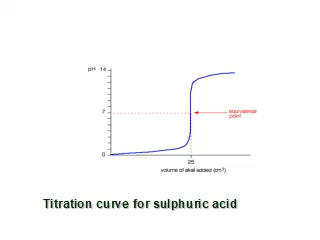 pH
14
7
equivalence
point
0
25
volume of alkali added (cm³)
Titration curve for sulphuric acid